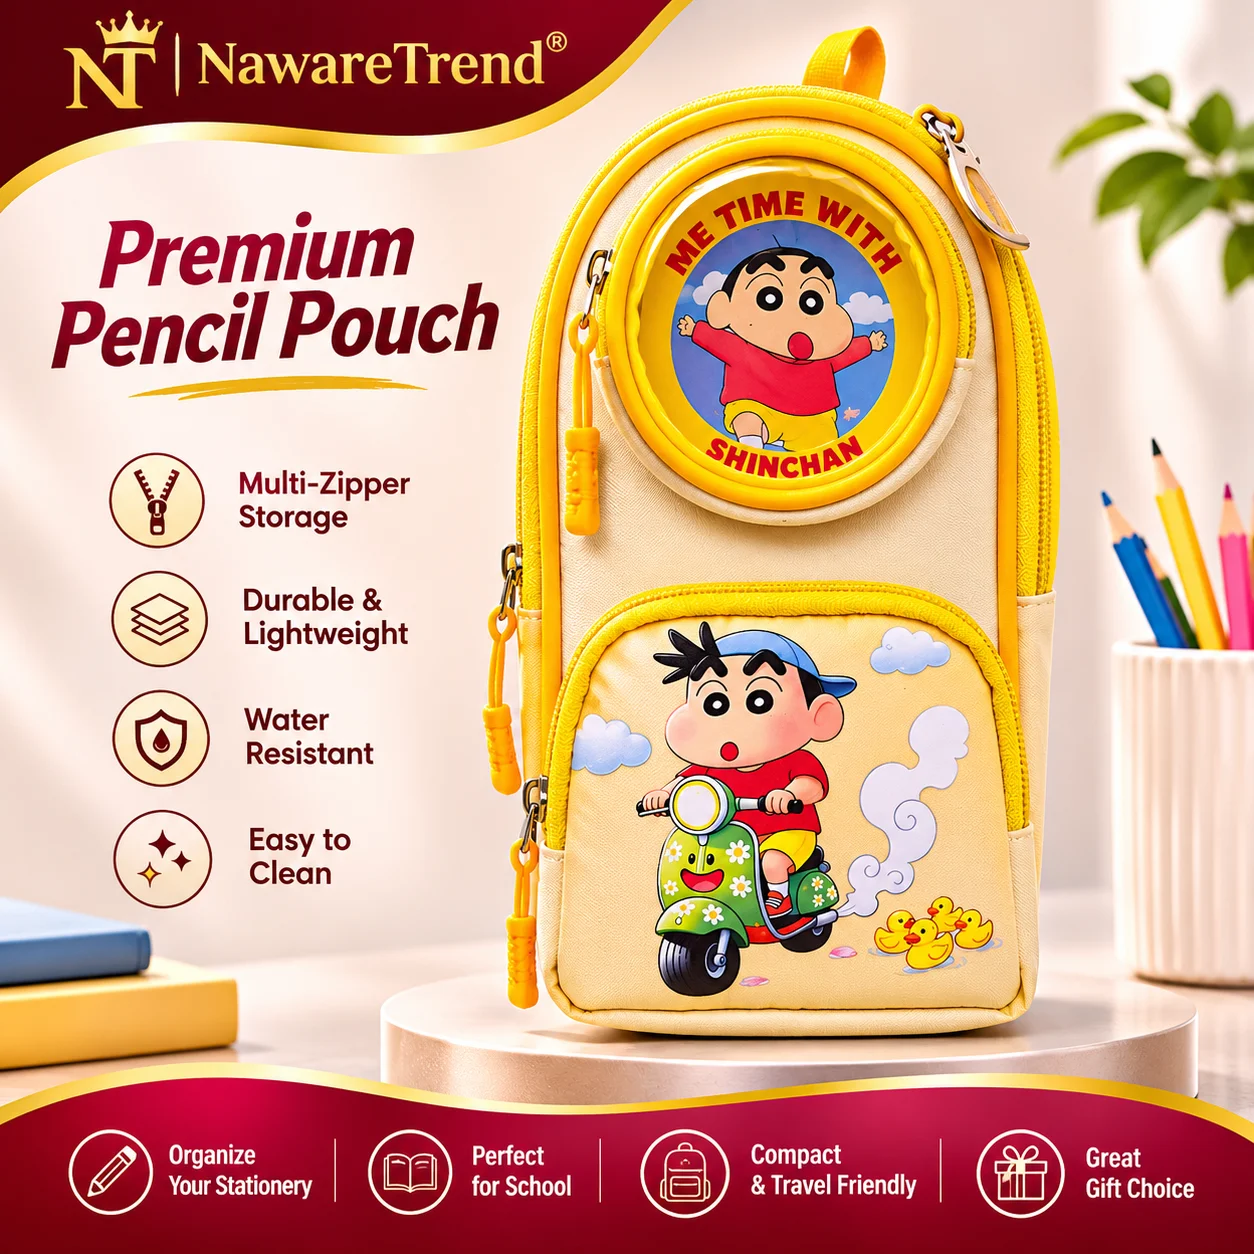 NT | NawareTrend®
Premium
Pencil Pouch
Multi-Zipper
Storage
Durable &
Lightweight
Water
Resistant
Easy to
Clean
ME TIME WITH
SHINCHAN
Organize
Your Stationery
Perfect
for School
Compact
& Travel Friendly
Great
Gift Choice